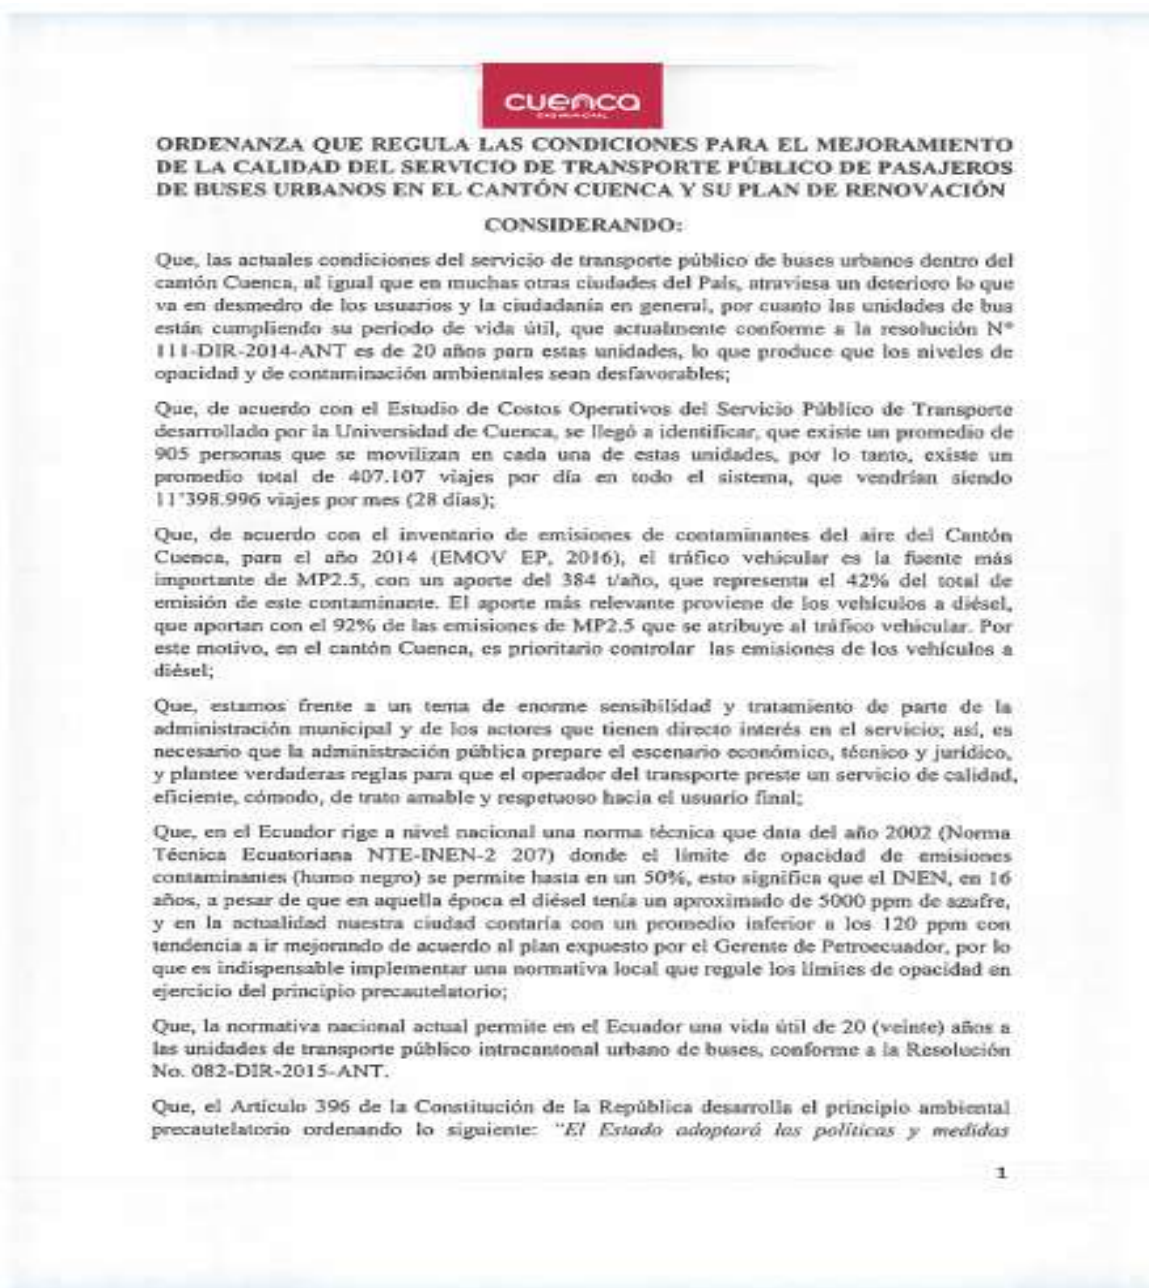 cuenca
ORDENANZA QUE REGULA LAS CONDICIONES PARA EL MEJORAMIENTO
DE LA CALIDAD DEL SERVICIO DE TRANSPORTE PÚBLICO DE PASAJEROS
DE BUSES URBANOS EN EL CANTÓN CUENCA Y SU PLAN DE RENOVACIÓN
CONSIDERANDO:
Que, las actuales condiciones del servicio de transporte público de buses urbanos dentro del
cantón Cuenca, al igual que en muchas otras ciudades del País, atraviesa un deterioro lo que
va en desmedro de los usuarios y la ciudadanía en general, por cuanto las unidades de bus
están cumpliendo su periodo de vida útil, que actualmente conforme a la resolución N°
111-DIR-2014-ANT es de 20 años para estas unidades, lo que produce que los niveles de
opacidad y de contaminación ambientales sean desfavorables;
Que, de acuerdo con el Estudio de Costos Operativos del Servicio Público de Transporte
desarrollado por la Universidad de Cuenca, se llegó a identificar, que existe un promedio de
905 personas que se movilizan en cada una de estas unidades, por lo tanto, existe un
promedio total de 407.107 viajes por día en todo el sistema, que vendrían siendo
11'398.996 viajes por mes (28 días);
Que, de acuerdo con el inventario de emisiones de contaminantes del aire del Cantón
Cuenca, para el año 2014 (EMOV EP, 2016), el tráfico vehicular es la fuente más
importante de MP2.5, con un aporte del 384 t/año, que representa el 42% del total de
emisión de este contaminante. El aporte más relevante proviene de los vehículos a diésel,
que aportan con el 92% de las emisiones de MP2.5 que se atribuye al tráfico vehicular. Por
este motivo, en el cantón Cuenca, es prioritario controlar las emisiones de los vehículos a
diésel;
Que, estamos frente a un tema de enorme sensibilidad y tratamiento de parte de la
administración municipal y de los actores que tienen directo interés en el servicio; así, es
necesario que la administración pública prepare el escenario económico, técnico y jurídico,
y plantee verdaderas reglas para que el operador del transporte preste un servicio de calidad,
eficiente, cómodo, de trato amable y respetuoso hacia el usuario final;
Que, en el Ecuador rige a nivel nacional una norma técnica que data del año 2002 (Norma
Técnica Ecuatoriana NTE-INEN-2 207) donde el límite de opacidad de emisiones
contaminantes (humo negro) se permite hasta en un 50%, esto significa que el INEN, en 16
años, a pesar de que en aquella época el diésel tenía un aproximado de 5000 ppm de azufre,
y en la actualidad nuestra ciudad contaría con un promedio inferior a los 120 ppm con
tendencia a ir mejorando de acuerdo al plan expuesto por el Gerente de Petroecuador, por lo
que es indispensable implementar una normativa local que regule los límites de opacidad en
ejercicio del principio precautelatorio;
Que, la normativa nacional actual permite en el Ecuador una vida útil de 20 (veinte) años a
las unidades de transporte público intracantonal urbano de buses, conforme a la Resolución
No. 082-DIR-2015-ANT.
Que, el Artículo 396 de la Constitución de la República desarrolla el principio ambiental
precautelatorio ordenando lo siguiente: "El Estado adoptará las políticas y medidas
1